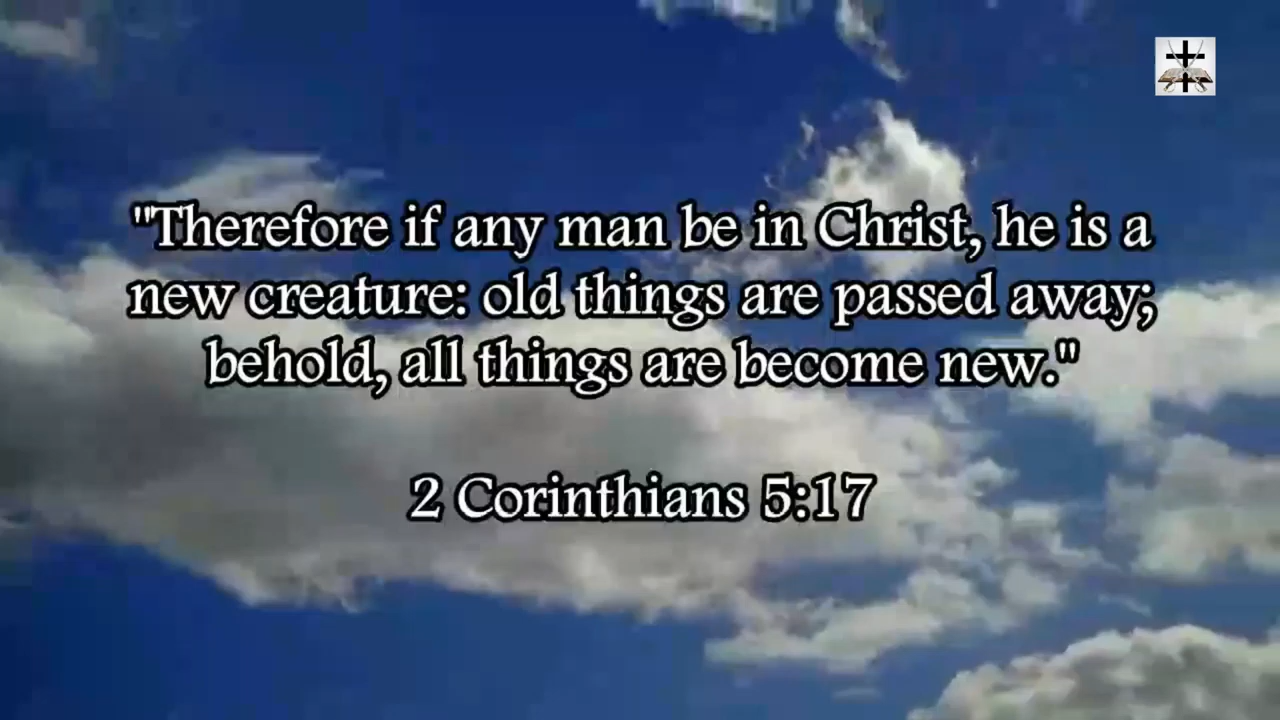 "Therefore if any man be in Christ, he is a
new creature: old things are passed away;
behold, all things are become new."
2 Corinthians 5:17